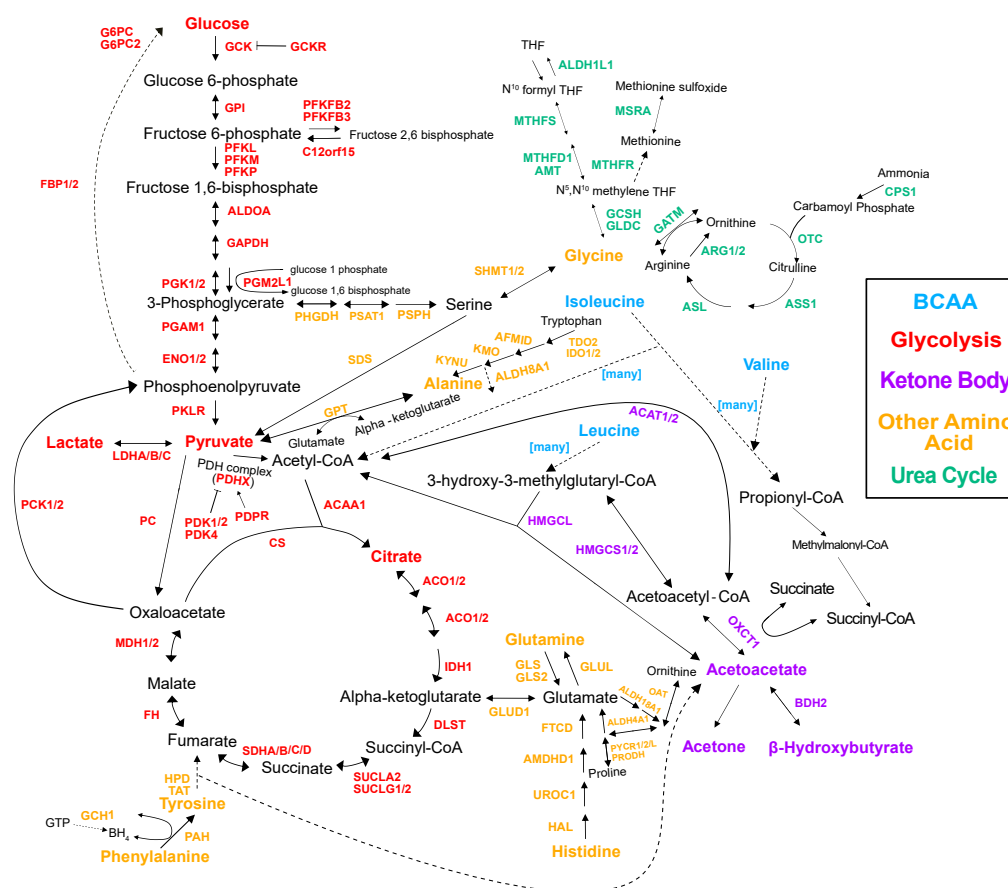 Glucose
G6PC
G6PC2
GCK
GCKR
Glucose 6-phosphate
GPI
PFKFB2
PFKFB3
Fructose 6-phosphate
Fructose 2,6 bisphosphate
C12orf15
PFKL
PFKM
PFKP
FBP1/2
Fructose 1,6-bisphosphate
ALDOA
GAPDH
PGK1/2
PGM2L1
glucose 1 phosphate
glucose 1,6 bisphosphate
3-Phosphoglycerate
PHGDH
PSAT1
PSPH
Serine
SHMT1/2
PGAM1
ENO1/2
SDS
Phosphoenolpyruvate
PKLR
Lactate
LDHA/B/C
Pyruvate
PDH complex
(PDHX)
PDK1/2
PDK4
PDPR
PCK1/2
PC
THF
ALDH1L1
N10 formyl THF
MTHFS
Methionine sulfoxide
MSRA
Methionine
MTHFD1
AMT
MTHFR
N5,N10 methylene THF
GCSH
GLDC
Glycine
GATM
Ornithine
ARG1/2
Arginine
Ammonia
CPS1
Carbamoyl Phosphate
OTC
Citrulline
ASS1
ASL
Isoleucine
Tryptophan
TDO2
IDO1/2
AFMID
KMO
KYNU
ALDH8A1
Alanine
GPT
Alpha - ketoglutarate
Glutamate
Acetyl-CoA
[many]
ACAT1/2
Valine
[many]
Leucine
[many]
3-hydroxy-3-methylglutaryl-CoA
HMGCL
HMGCS1/2
Propionyl-CoA
Methylmalonyl-CoA
Succinate
Succinyl-CoA
Acetoacetyl-CoA
OXCT1
Acetoacetate
BDH2
Acetone
β-Hydroxybutyrate
BCAA
Glycolysis
Ketone Body
Other Amino
Acid
Urea Cycle
ACAA1
CS
Citrate
ACO1/2
ACO1/2
IDH1
Oxaloacetate
MDH1/2
Malate
FH
Fumarate
SDHA/B/C/D
Succinate
SUCLA2
SUCLG1/2
Succinyl-CoA
DLST
Alpha-ketoglutarate
GLUD1
Glutamine
GLS
GLS2
GLUL
Glutamate
ALDH18A1
OAT
Ornithine
ALDH4A1
PYCR1/2/L
PRODH
Proline
FTCD
AMDHD1
UROC1
HAL
Histidine
HPD
TAT
Tyrosine
GCH1
GTP
BH4
PAH
Phenylalanine